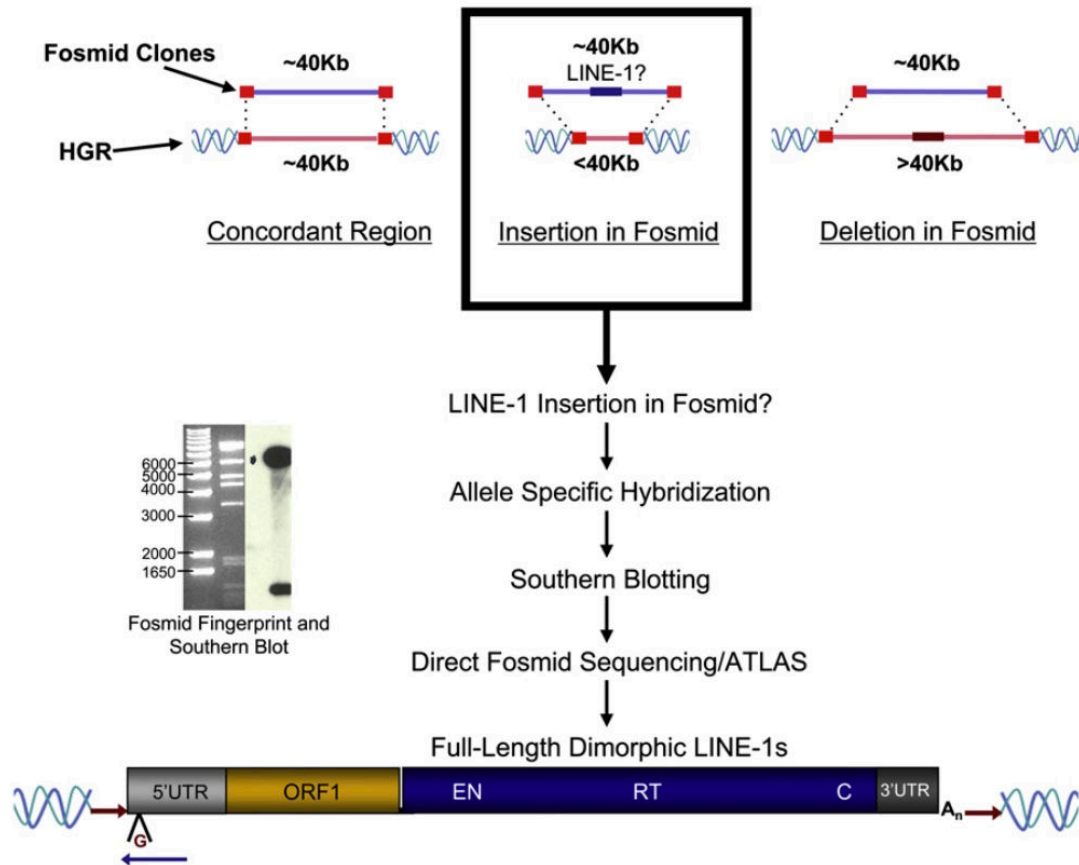 Fosmid Clones
~40Kb
HGR
~40Kb
Concordant Region
~40Kb
LINE-1?
<40Kb
Insertion in Fosmid
~40Kb
>40Kb
Deletion in Fosmid
LINE-1 Insertion in Fosmid?
Allele Specific Hybridization
Southern Blotting
Direct Fosmid Sequencing/ATLAS
Full-Length Dimorphic LINE-1s
6000
5000
4000
3000
2000
1650
Fosmid Fingerprint and
Southern Blot
5'UTR ORF1 EN RT C 3'UTR
An
G